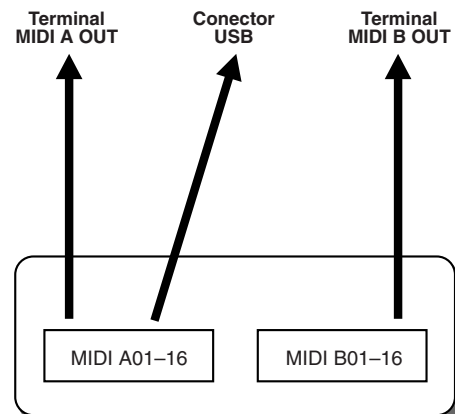 Terminal
MIDI A OUT
Conector
USB
Terminal
MIDI B OUT
MIDI A01–16
MIDI B01–16